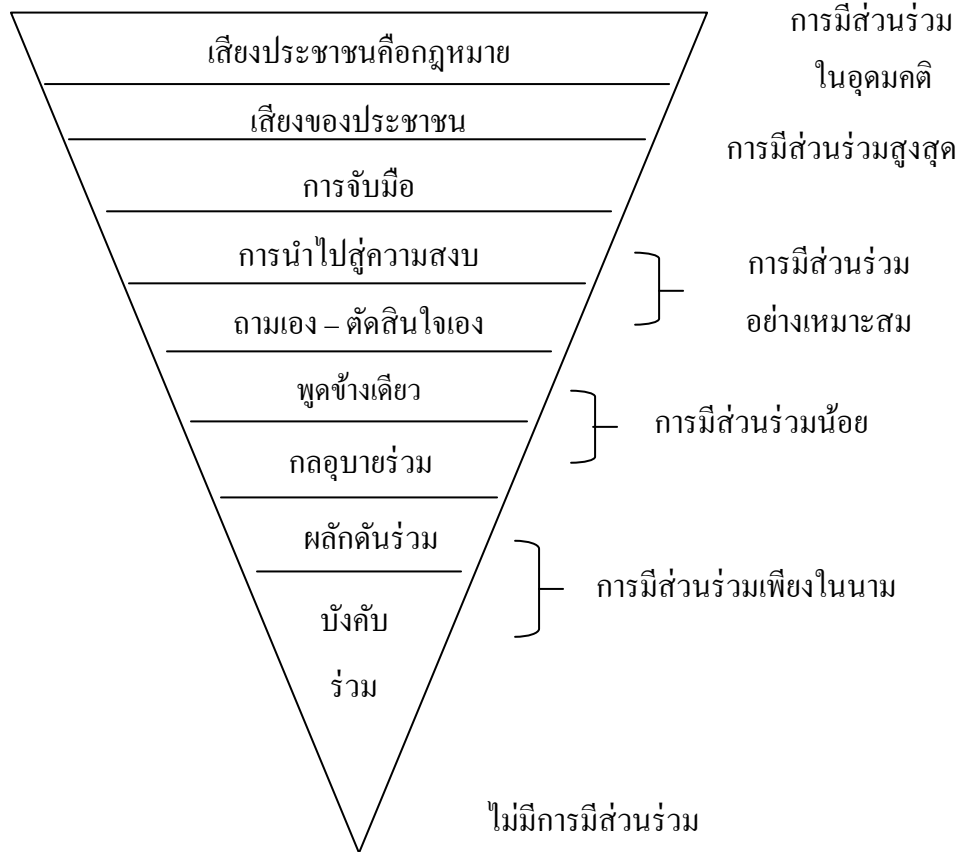 เสียงประชาชนคือกฎหมาย
การมีส่วนร่วม
ในอุดมคติ
เสียงของประชาชน
การมีส่วนร่วมสูงสุด
การจับมือ
การนำไปสู่ความสงบ
การมีส่วนร่วม
อย่างเหมาะสม
ถามเอง – ตัดสินใจเอง
พูดข้างเดียว
การมีส่วนร่วมน้อย
กลอุบายร่วม
ผลักดันร่วม
การมีส่วนร่วมเพียงในนาม
บังคับ
ร่วม
ไม่มีการมีส่วนร่วม